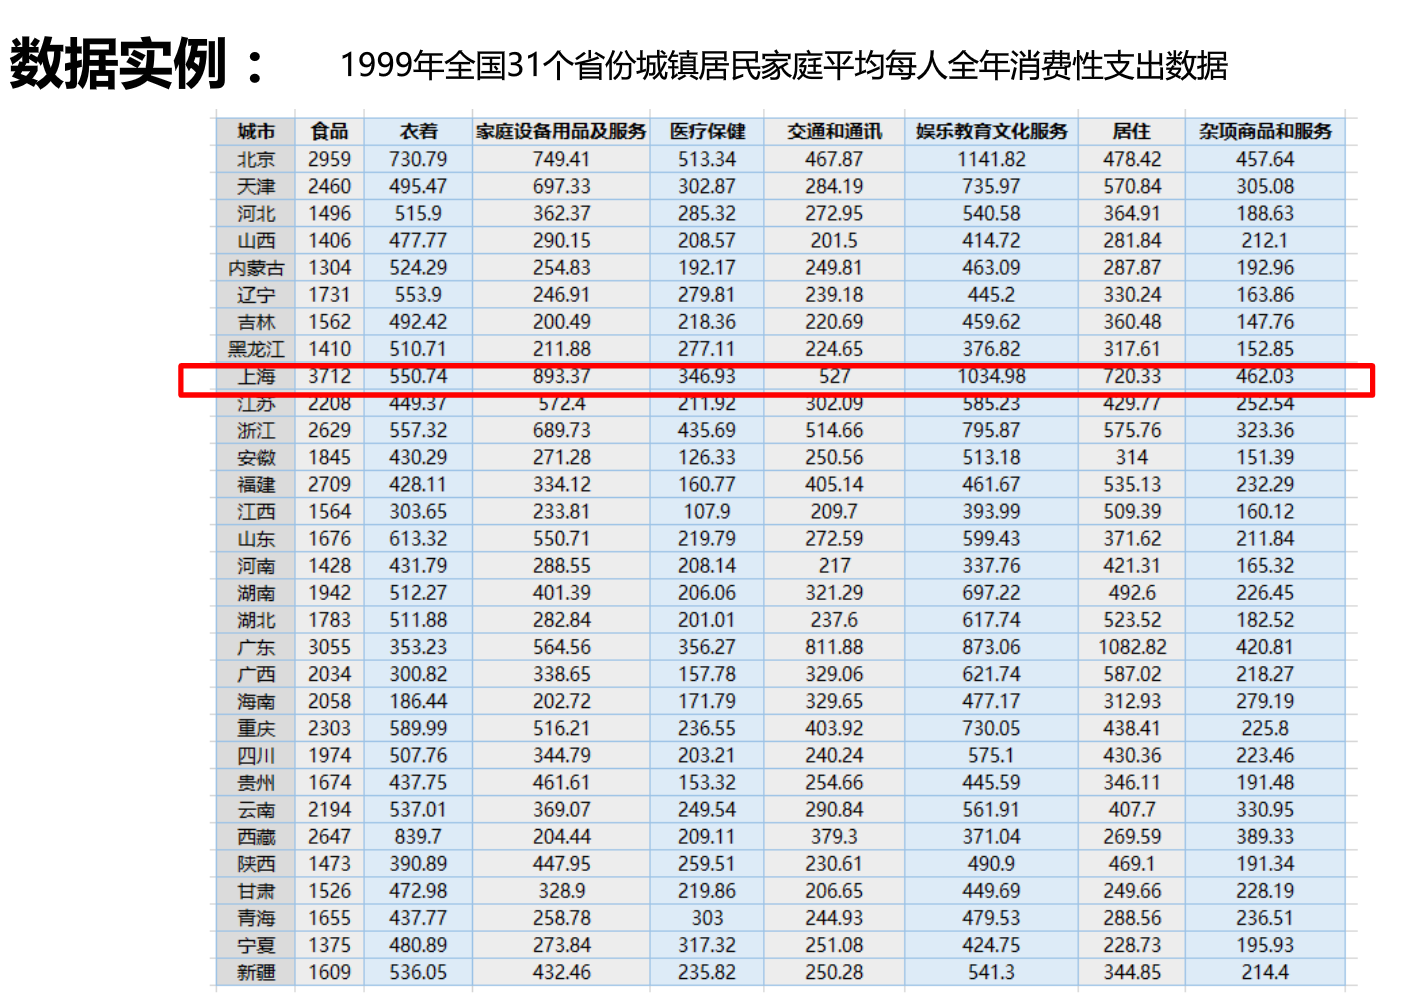 数据实例：
1999年全国31个省份城镇居民家庭平均每人全年消费性支出数据
城市 食品 衣着 家庭设备用品及服务 医疗保健 交通和通讯 娱乐教育文化服务 居住 杂项商品和服务
北京 2959 730.79 749.41 513.34 467.87 1141.82 478.42 457.64
天津 2460 495.47 697.33 302.87 284.19 735.97 570.84 305.08
河北 1496 515.9 362.37 285.32 272.95 540.58 364.91 188.63
山西 1406 477.77 290.15 208.57 201.5 414.72 281.84 212.1
内蒙古 1304 524.29 254.83 192.17 249.81 463.09 287.87 192.96
辽宁 1731 553.9 246.91 279.81 239.18 445.2 330.24 163.86
吉林 1562 492.42 200.49 218.36 220.69 459.62 360.48 147.76
黑龙江 1410 510.71 211.88 277.11 224.65 376.82 317.61 152.85
上海 3712 550.74 893.37 346.93 527 1034.98 720.33 462.03
江苏 2208 449.37 572.4 211.92 302.09 585.23 429.77 252.54
浙江 2629 557.32 689.73 435.69 514.66 795.87 575.76 323.36
安徽 1845 430.29 271.28 126.33 250.56 513.18 314 151.39
福建 2709 428.11 334.12 160.77 405.14 461.67 535.13 232.29
江西 1564 303.65 233.81 107.9 209.7 393.99 509.39 160.12
山东 1676 613.32 550.71 219.79 272.59 599.43 371.62 211.84
河南 1428 431.79 288.55 208.14 217 337.76 421.31 165.32
湖南 1942 512.27 401.39 206.06 321.29 697.22 492.6 226.45
湖北 1783 511.88 282.84 201.01 237.6 617.74 523.52 182.52
广东 3055 353.23 564.56 356.27 811.88 873.06 1082.82 420.81
广西 2034 300.82 338.65 157.78 329.06 621.74 587.02 218.27
海南 2058 186.44 202.72 171.79 329.65 477.17 312.93 279.19
重庆 2303 589.99 516.21 236.55 403.92 730.05 438.41 225.8
四川 1974 507.76 344.79 203.21 240.24 575.1 430.36 223.46
贵州 1674 437.75 461.61 153.32 254.66 445.59 346.11 191.48
云南 2194 537.01 369.07 249.54 290.84 561.91 407.7 330.95
西藏 2647 839.7 204.44 209.11 379.3 371.04 269.59 389.33
陕西 1473 390.89 447.95 259.51 230.61 490.9 469.1 191.34
甘肃 1526 472.98 328.9 219.86 206.65 449.69 249.66 228.19
青海 1655 437.77 258.78 303 244.93 479.53 288.56 236.51
宁夏 1375 480.89 273.84 317.32 251.08 424.75 228.73 195.93
新疆 1609 536.05 432.46 235.82 250.28 541.3 344.85 214.4